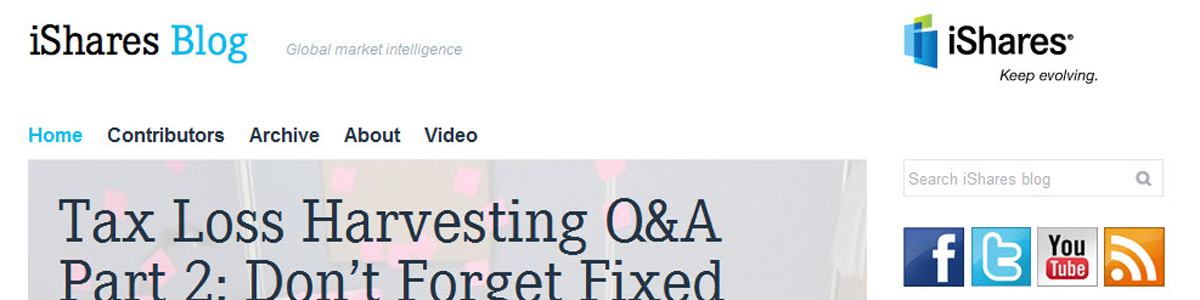 iShares Blog
Global market intelligence
iShares®
Keep evolving.
Home Contributors Archive About Video
Search iShares blog
Tax Loss Harvesting Q&A
Part 2: Don't Forget Fixed
You
Tube